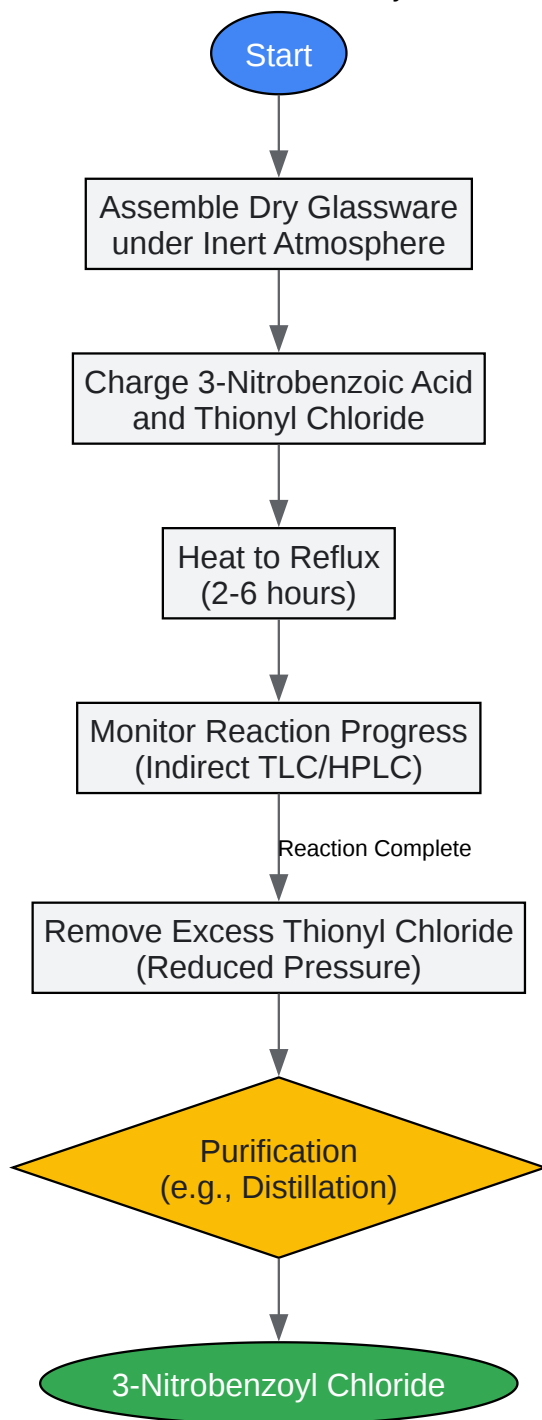 Start
Assemble Dry Glassware
under Inert Atmosphere
Charge 3-Nitrobenzoic Acid
and Thionyl Chloride
Heat to Reflux
(2-6 hours)
Monitor Reaction Progress
(Indirect TLC/HPLC)
Reaction Complete
Remove Excess Thionyl Chloride
(Reduced Pressure)
Purification
(e.g., Distillation)
3-Nitrobenzoyl Chloride